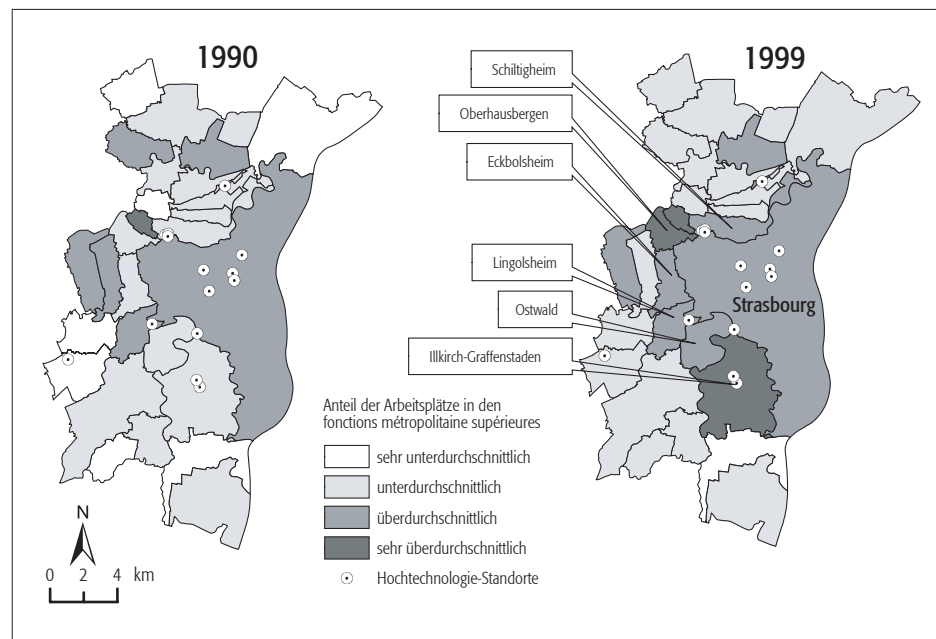 1990
1999
Schiltigheim
Oberhausbergen
Eckbolsheim
Lingolsheim
Ostwald
Illkirch-Graffenstaden
Strasbourg
Anteil der Arbeitsplätze in den
fonctions métropolitaine supérieures
sehr unterdurchschnittlich
unterdurchschnittlich
überdurchschnittlich
sehr überdurchschnittlich
Hochtechnologie-Standorte
N
0 2 4 km